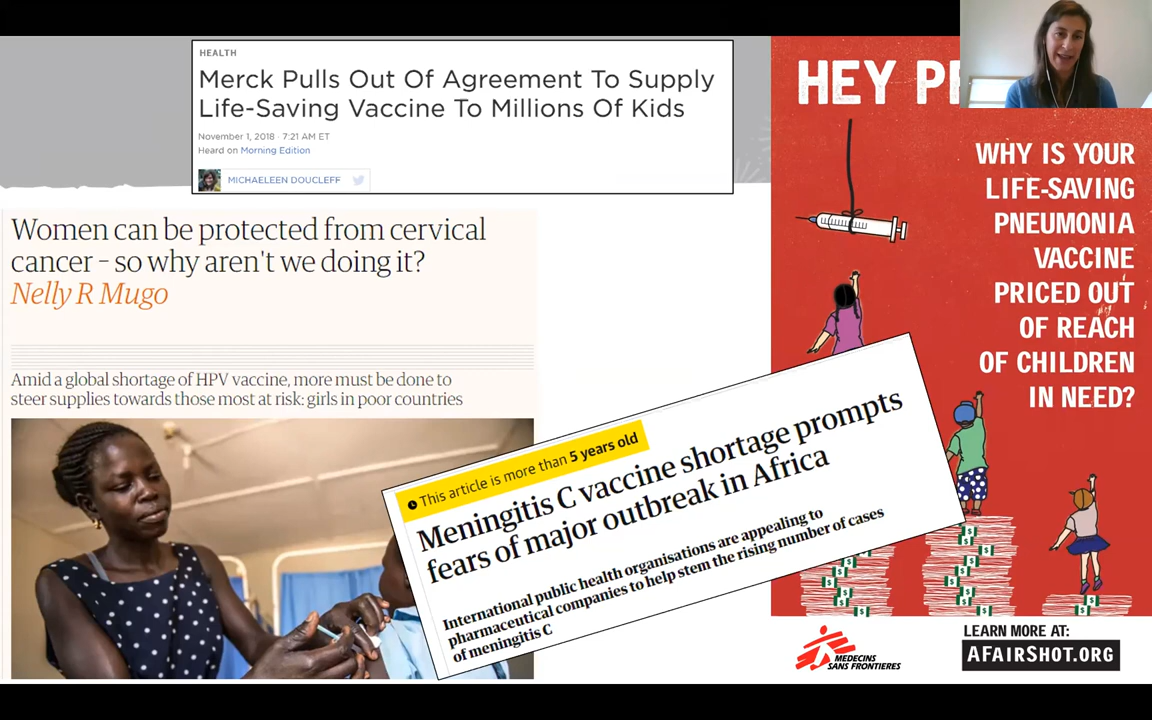 HEALTH
Merck Pulls Out Of Agreement To Supply
Life-Saving Vaccine To Millions Of Kids
November 1, 2018 · 7:21 AM ET
Heard on Morning Edition
MICHAELEEN DOUCLEFF
Women can be protected from cervical
cancer – so why aren't we doing it?
Nelly R Mugo
Amid a global shortage of HPV vaccine, more must be done to
steer supplies towards those most at risk: girls in poor countries
This article is more than 5 years old
Meningitis C vaccine shortage prompts
fears of major outbreak in Africa
International public health organisations are appealing to
pharmaceutical companies to help stem the rising number of cases
of meningitis C
HEY
WHY IS YOUR
LIFE-SAVING
PNEUMONIA
VACCINE
PRICED OUT
OF REACH
OF CHILDREN
IN NEED?
MEDECINS
SANS FRONTIERES
LEARN MORE AT:
AFAIRSHOT.ORG